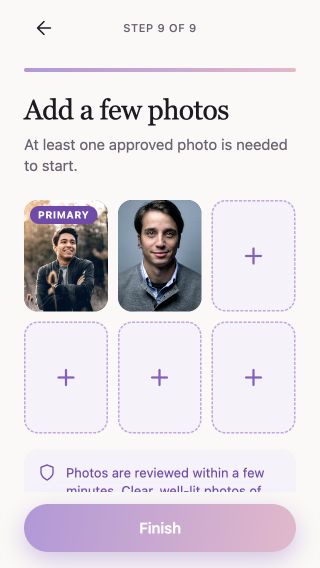 STEP 9 OF 9
Add a few photos
At least one approved photo is needed
to start.
PRIMARY
Photos are reviewed within a few
minutes. Clear, well-lit photos of
Finish